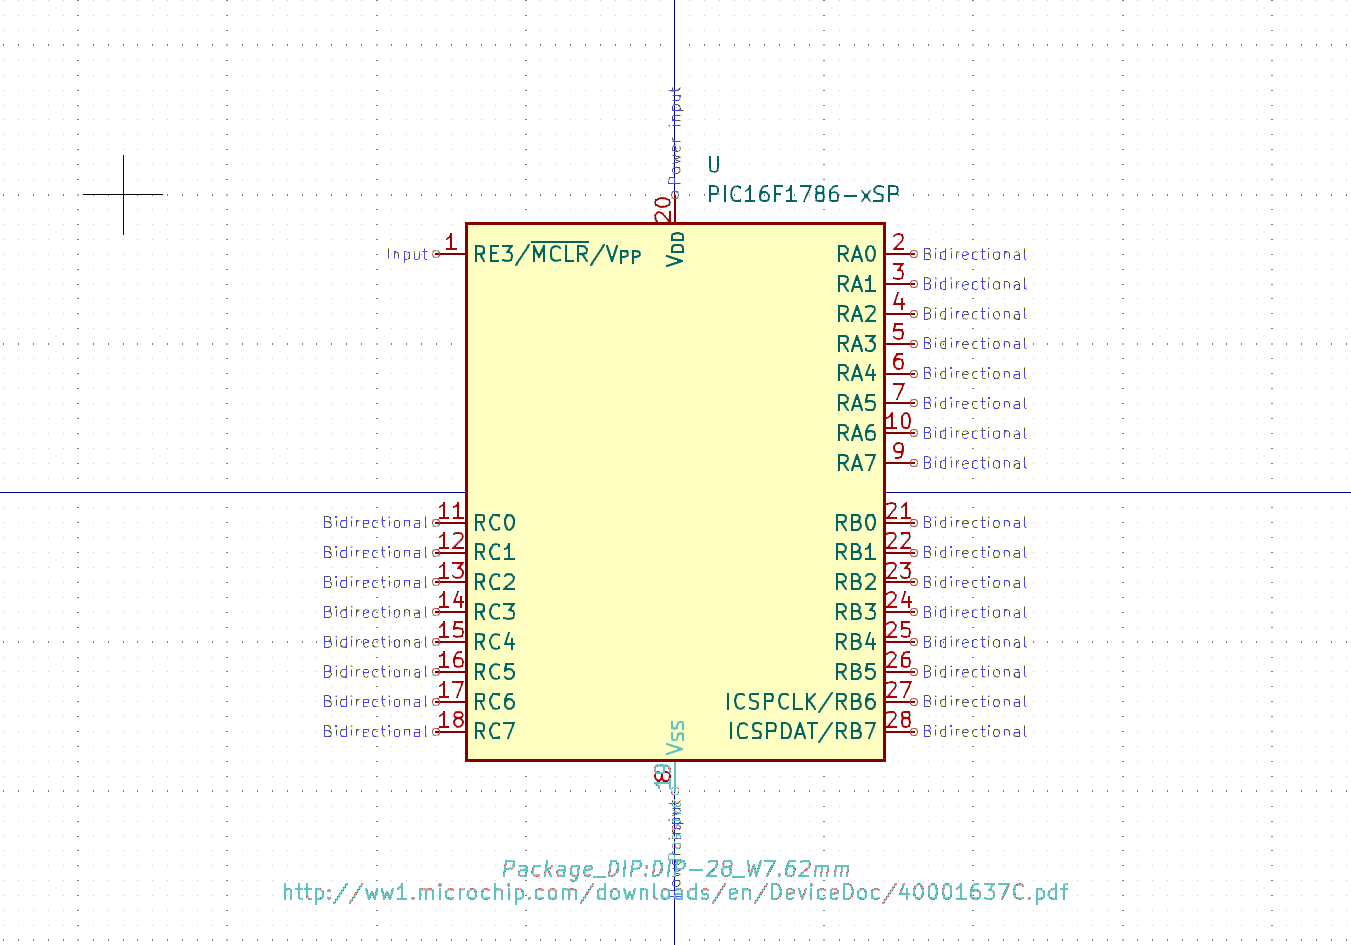 Power input
U
PIC16F1786-xSP
20
VDD
Input 1 RE3/MCLR/VPP
RA0 2 Bidirectional
RA1 3 Bidirectional
RA2 4 Bidirectional
RA3 5 Bidirectional
RA4 6 Bidirectional
RA5 7 Bidirectional
RA6 10 Bidirectional
RA7 9 Bidirectional
Bidirectional 11 RC0
Bidirectional 12 RC1
Bidirectional 13 RC2
Bidirectional 14 RC3
Bidirectional 15 RC4
Bidirectional 16 RC5
Bidirectional 17 RC6
Bidirectional 18 RC7
RB0 21 Bidirectional
RB1 22 Bidirectional
RB2 23 Bidirectional
RB3 24 Bidirectional
RB4 25 Bidirectional
RB5 26 Bidirectional
ICSPCLK/RB6 27 Bidirectional
ICSPDAT/RB7 28 Bidirectional
VSS
8
Package_DIP:DIP-28_W7.62mm
http://ww1.microchip.com/downloads/en/DeviceDoc/40001637C.pdf